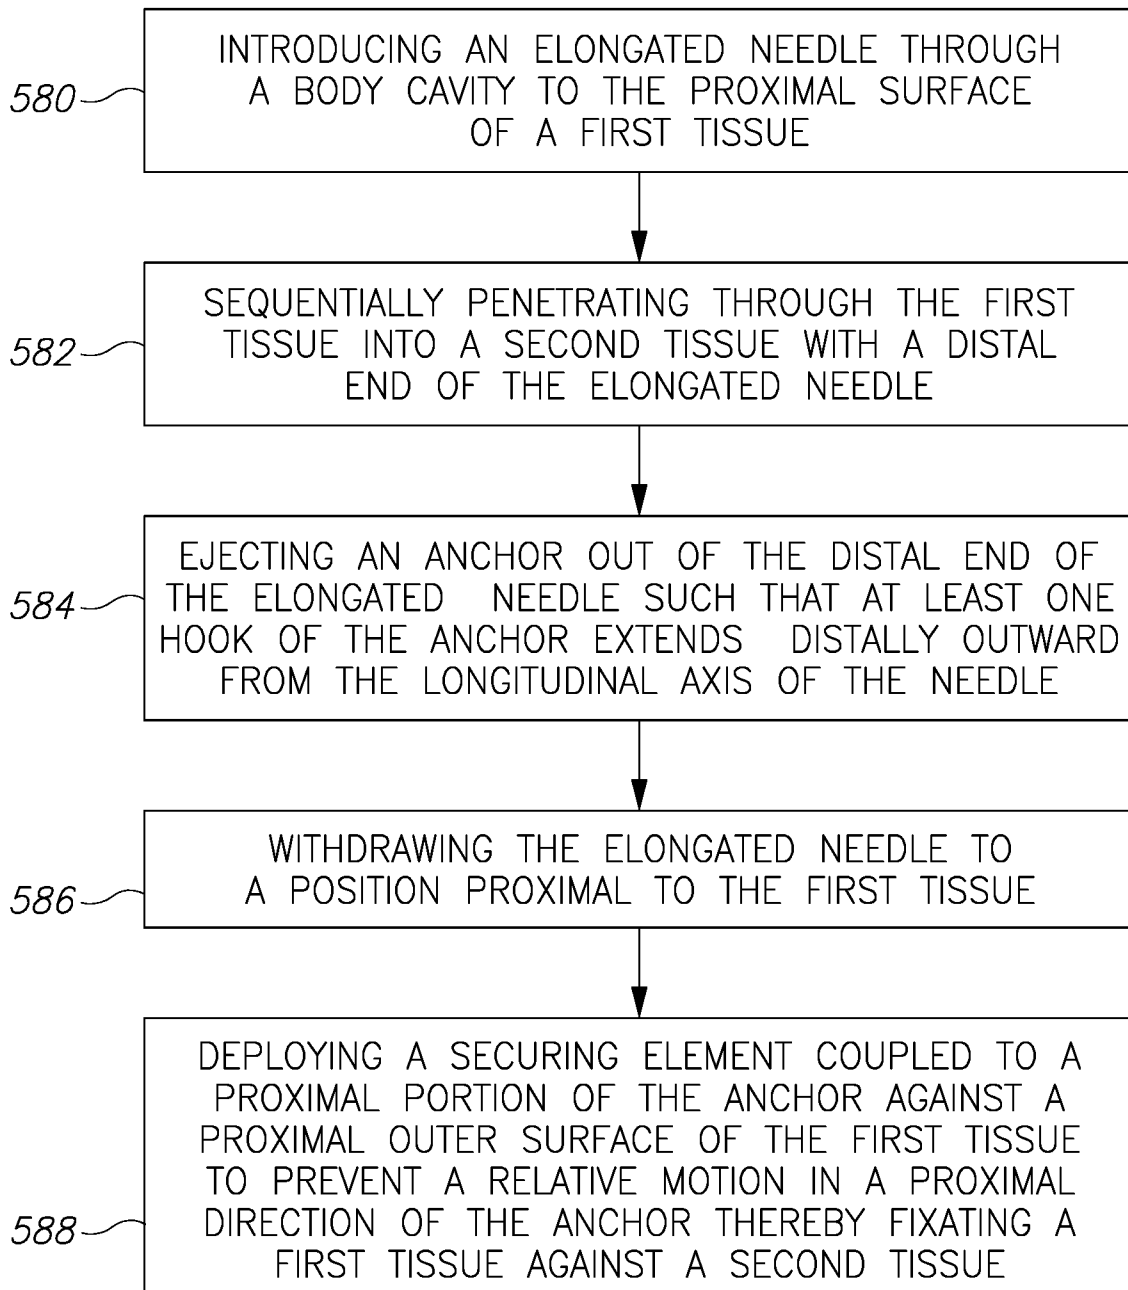 INTRODUCING AN ELONGATED NEEDLE THROUGH
A BODY CAVITY TO THE PROXIMAL SURFACE
OF A FIRST TISSUE
580
SEQUENTIALLY PENETRATING THROUGH THE FIRST
TISSUE INTO A SECOND TISSUE WITH A DISTAL
END OF THE ELONGATED NEEDLE
582
EJECTING AN ANCHOR OUT OF THE DISTAL END OF
THE ELONGATED NEEDLE SUCH THAT AT LEAST ONE
HOOK OF THE ANCHOR EXTENDS DISTALLY OUTWARD
FROM THE LONGITUDINAL AXIS OF THE NEEDLE
584
WITHDRAWING THE ELONGATED NEEDLE TO
A POSITION PROXIMAL TO THE FIRST TISSUE
586
DEPLOYING A SECURING ELEMENT COUPLED TO A
PROXIMAL PORTION OF THE ANCHOR AGAINST A
PROXIMAL OUTER SURFACE OF THE FIRST TISSUE
TO PREVENT A RELATIVE MOTION IN A PROXIMAL
DIRECTION OF THE ANCHOR THEREBY FIXATING A
FIRST TISSUE AGAINST A SECOND TISSUE
588